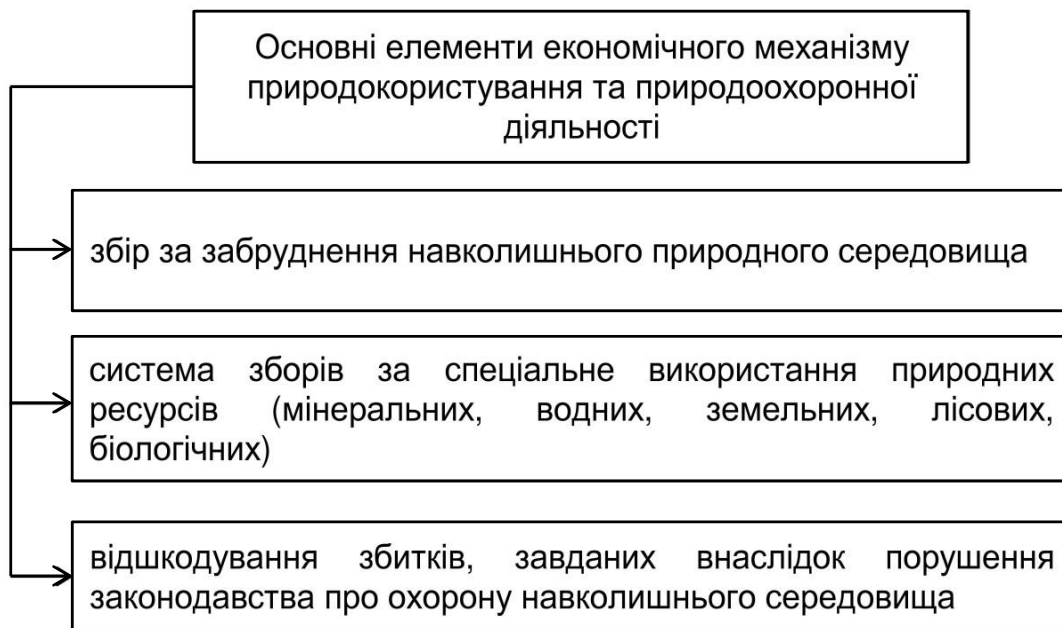 Основні елементи економічного механізму
природокористування та природоохоронної
діяльності
збір за забруднення навколишнього природного середовища
система зборів за спеціальне використання природних
ресурсів (мінеральних, водних, земельних, лісових,
біологічних)
відшкодування збитків, завданих внаслідок порушення
законодавства про охорону навколишнього середовища